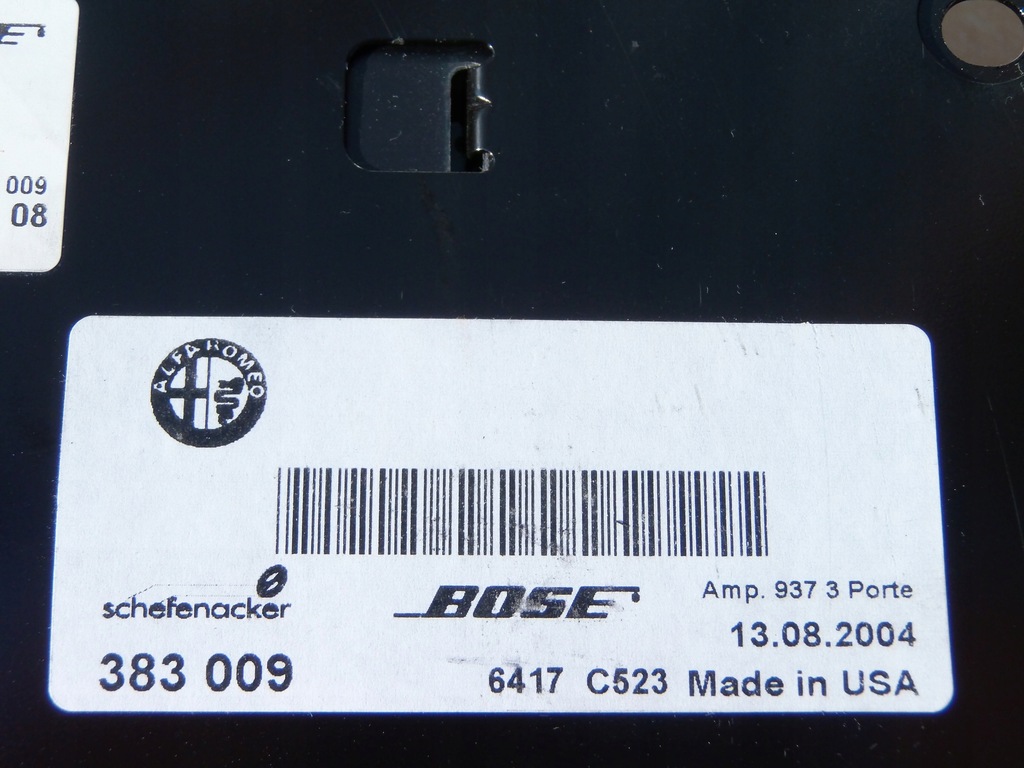 009
08
ALFA ROMEO
schefenacker
BOSE
Amp. 937 3 Porte
13.08.2004
383 009
6417 C523 Made in USA